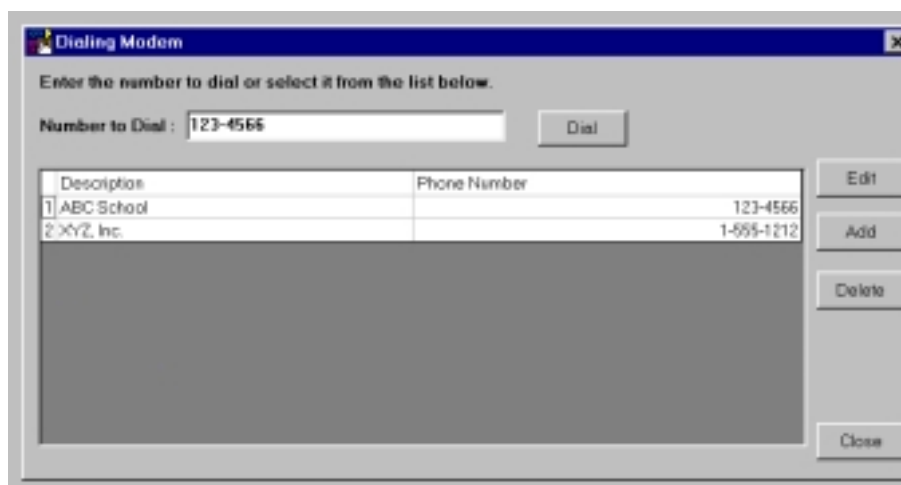 Dialing Modem
Enter the number to dial or select it from the list below.
Number to Dial : 123-4566 Dial
Description Phone Number
1 ABC School 123-4566
2 XYZ, Inc. 1-555-1212
Edit
Add
Delete
Close